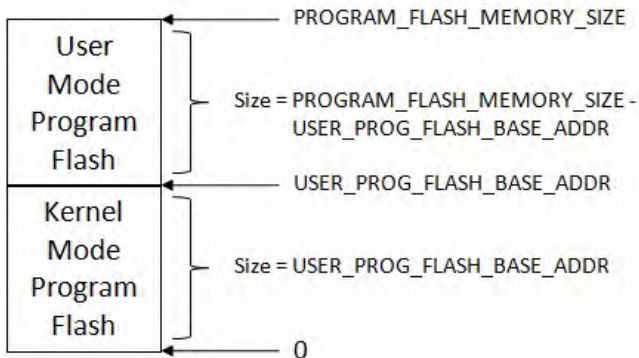 PROGRAM_FLASH_MEMORY_SIZE
User
Mode
Program
Flash
Size = PROGRAM_FLASH_MEMORY_SIZE -
USER_PROG_FLASH_BASE_ADDR
USER_PROG_FLASH_BASE_ADDR
Kernel
Mode
Program
Flash
Size = USER_PROG_FLASH_BASE_ADDR
0